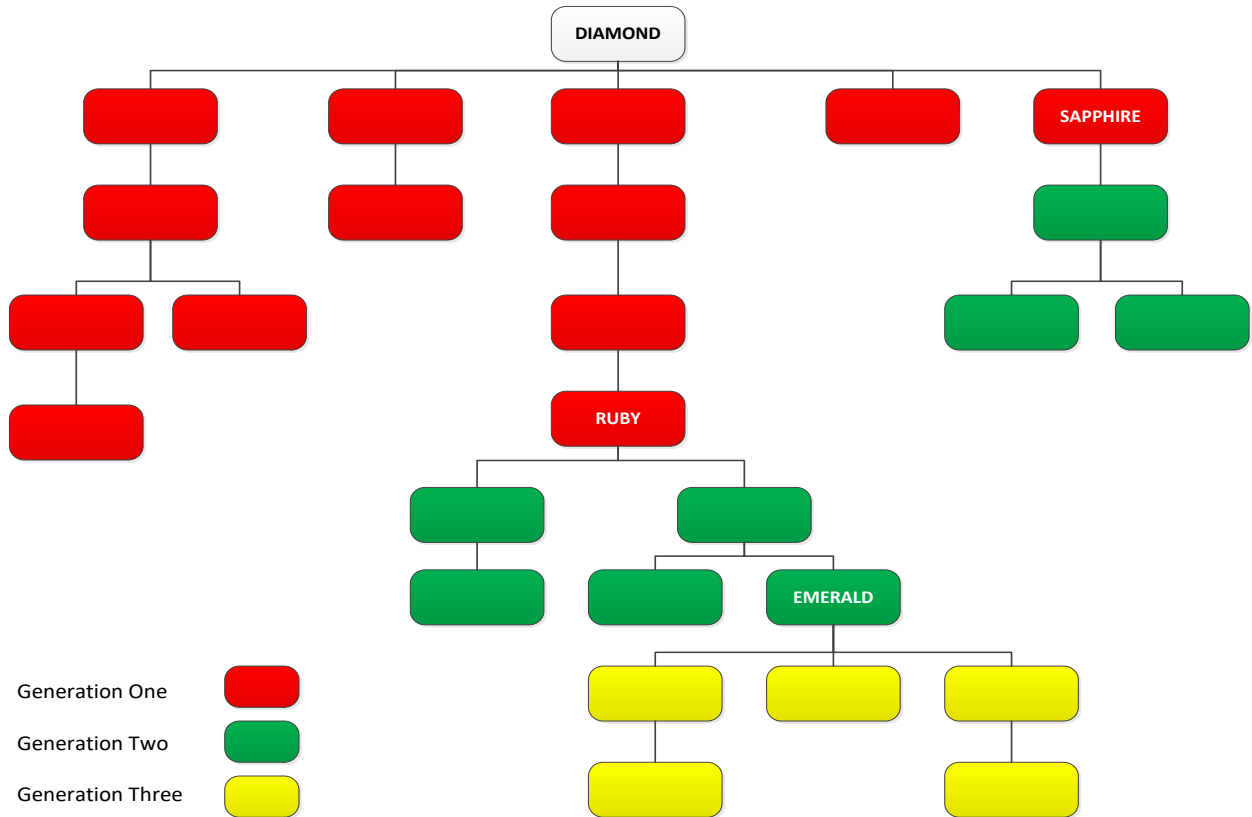 DIAMOND
SAPPHIRE
RUBY
EMERALD
Generation One
Generation Two
Generation Three